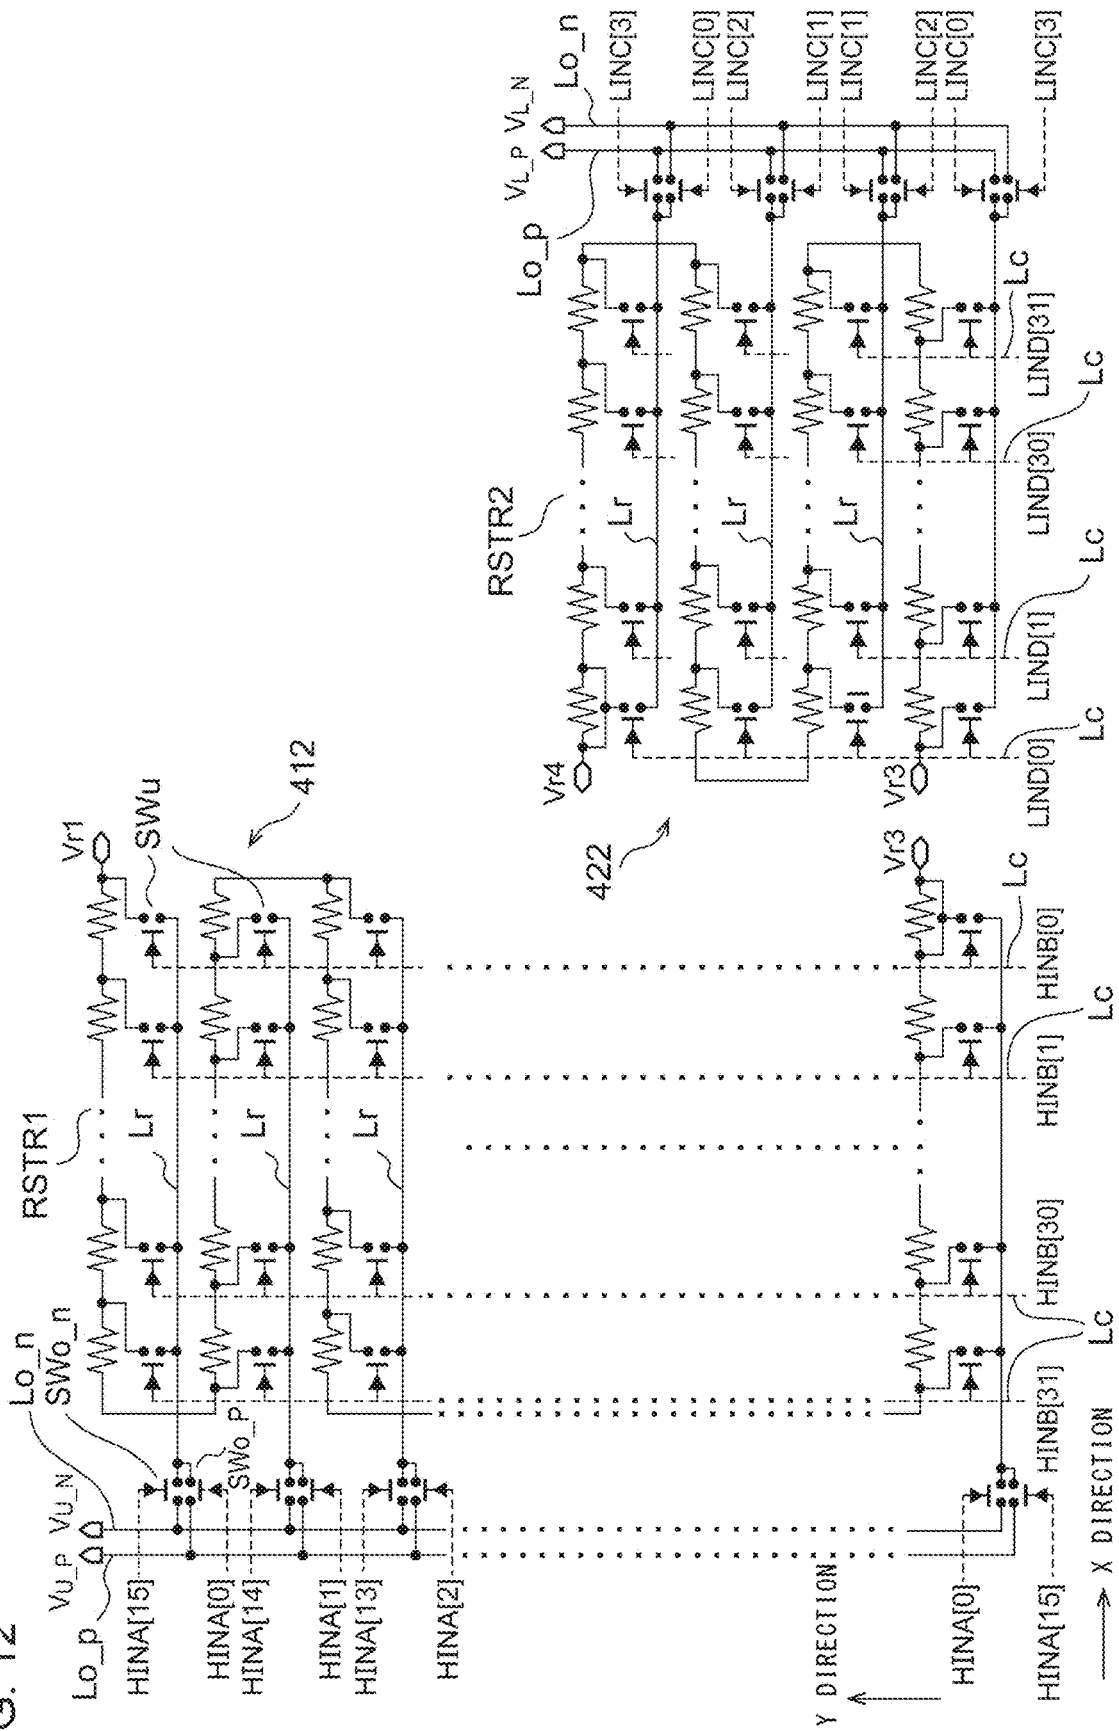 G. 12
Lo_p
VU_P
VU_N
Lo_n
SWo_n
SWo_p
RSTR1
Vr1
SWu
412
Lr
Lr
Lr
HINA[15]
HINA[0]
HINA[14]
HINA[1]
HINA[13]
HINA[2]
HINA[0]
HINA[15]
Vr3
HINB[31]
HINB[30]
HINB[1]
HINB[0]
Lc
Lc
Lc
Y DIRECTION
X DIRECTION
422
Vr4
Vr3
RSTR2
Lr
Lr
Lr
Lo_p
VL_P
VL_N
Lo_n
LINC[3]
LINC[0]
LINC[2]
LINC[1]
LINC[1]
LINC[2]
LINC[0]
LINC[3]
LIND[0]
LIND[1]
LIND[30]
LIND[31]
Lc
Lc
Lc
Lc